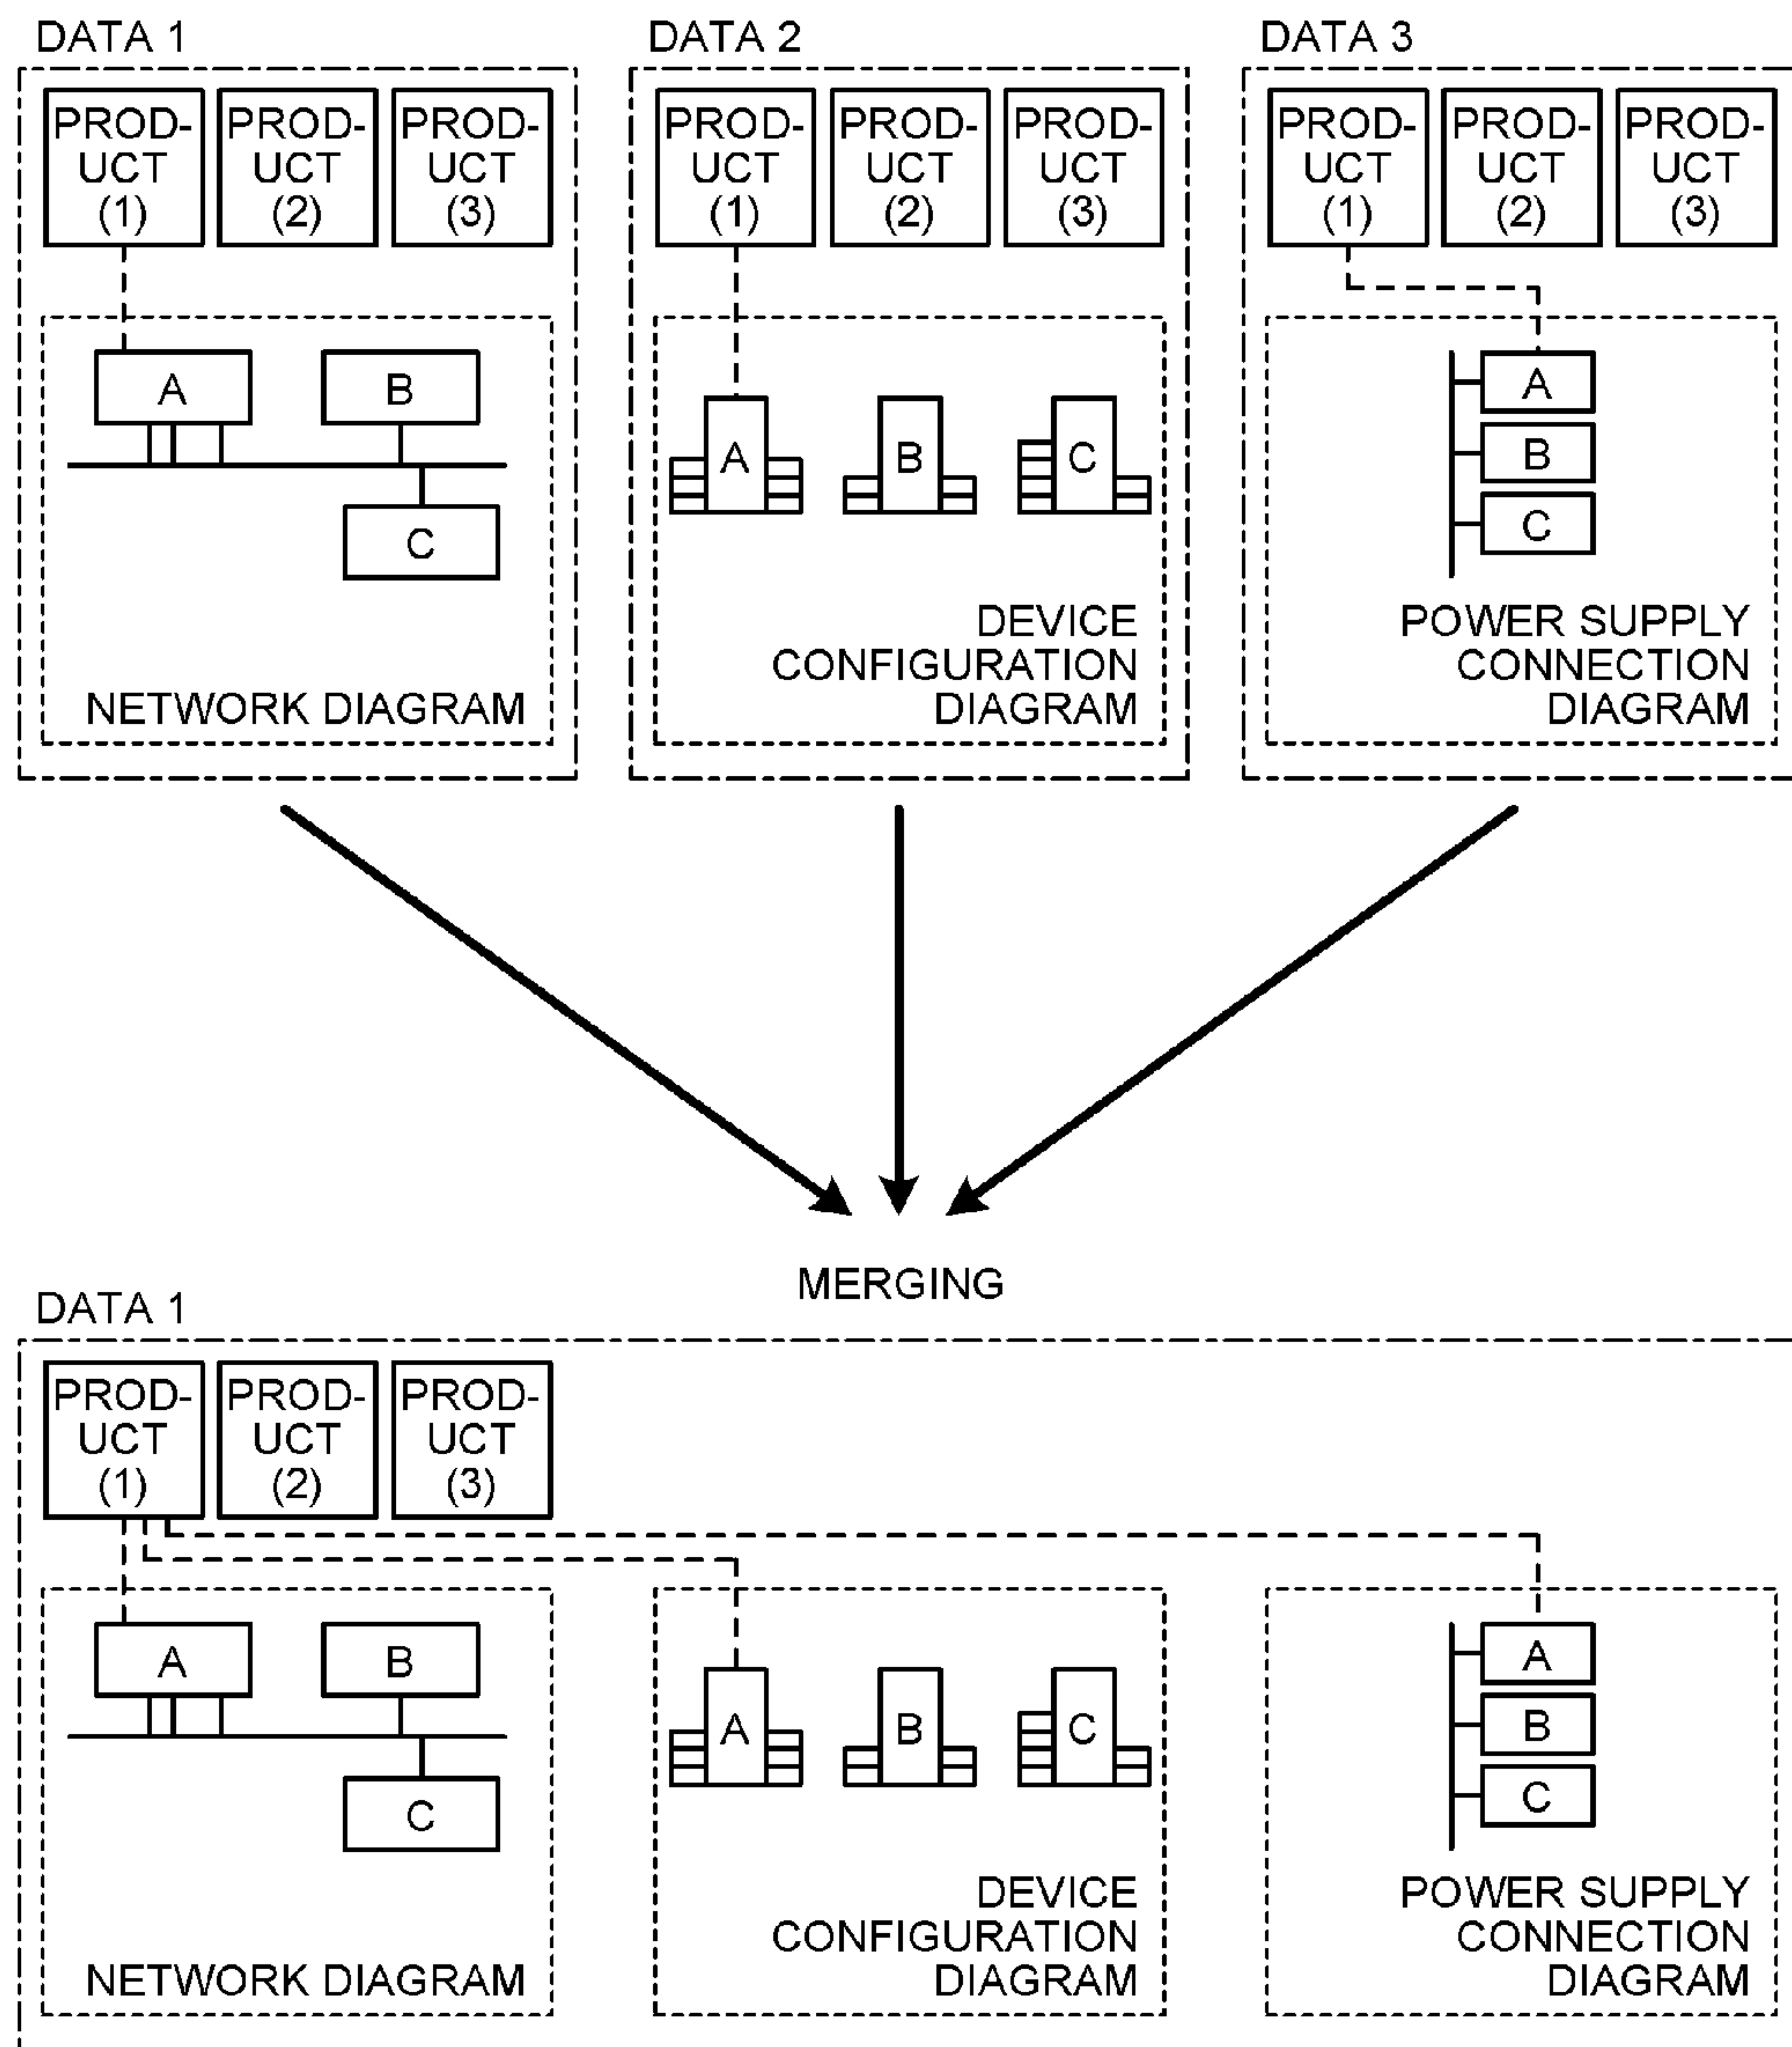 DATA 1
PROD-
UCT
(1)
PROD-
UCT
(2)
PROD-
UCT
(3)
A
B
C
NETWORK DIAGRAM
DATA 2
PROD-
UCT
(1)
PROD-
UCT
(2)
PROD-
UCT
(3)
A
B
C
DEVICE
CONFIGURATION
DIAGRAM
DATA 3
PROD-
UCT
(1)
PROD-
UCT
(2)
PROD-
UCT
(3)
A
B
C
POWER SUPPLY
CONNECTION
DIAGRAM
MERGING
DATA 1
PROD-
UCT
(1)
PROD-
UCT
(2)
PROD-
UCT
(3)
A
B
C
NETWORK DIAGRAM
A
B
C
DEVICE
CONFIGURATION
DIAGRAM
A
B
C
POWER SUPPLY
CONNECTION
DIAGRAM